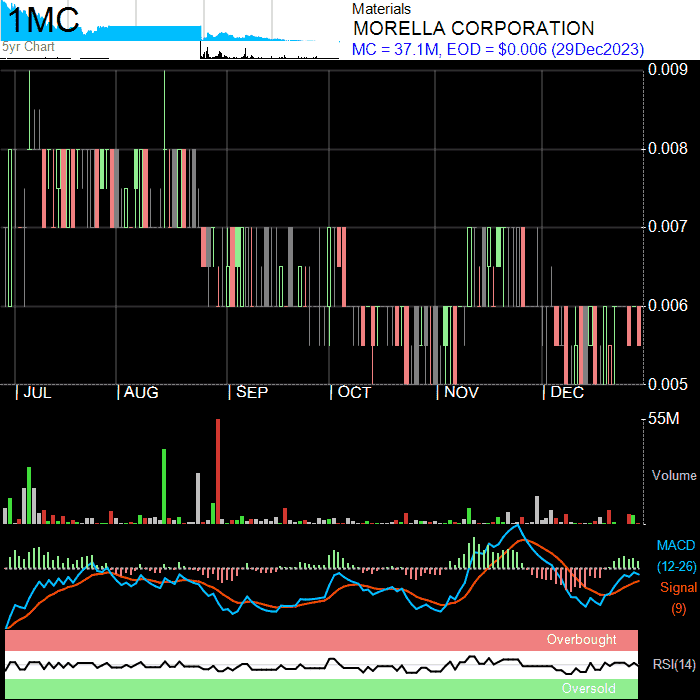 1MC
5yr Chart
Materials
MORELLA CORPORATION
MC = 37.1M, EOD = $0.006 (29Dec2023)
0.009
0.008
0.007
0.006
0.005
JUL AUG SEP OCT NOV DEC
55M
Volume
MACD
(12-26)
Signal
(9)
Overbought
RSI(14)
Oversold